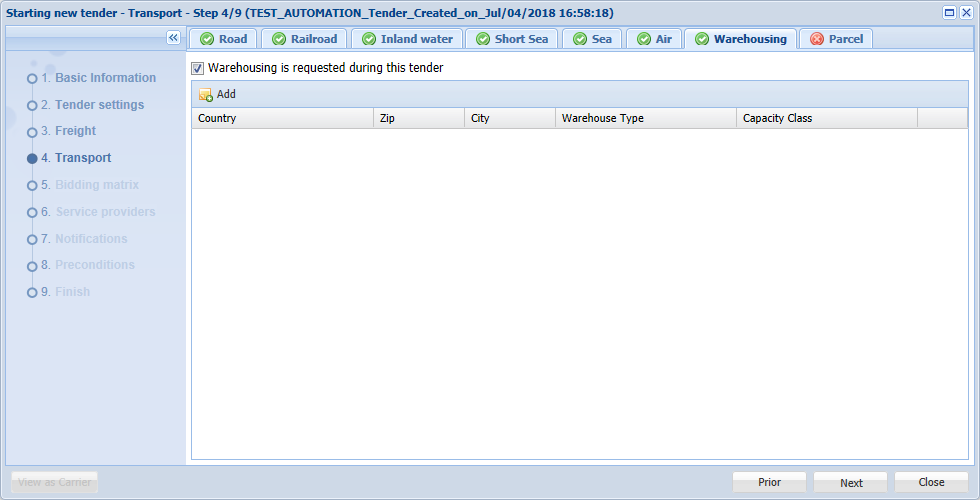 Starting new tender - Transport - Step 4/9 (TEST_AUTOMATION_Tender_Created_on_Jul/04/2018 16:58:18)
Road Railroad Inland water Short Sea Sea Air Warehousing Parcel
1. Basic Information
2. Tender settings
3. Freight
4. Transport
5. Bidding matrix
6. Service providers
7. Notifications
8. Preconditions
9. Finish
Warehousing is requested during this tender
Add
Country Zip City Warehouse Type Capacity Class
View as Carrier Prior Next Close